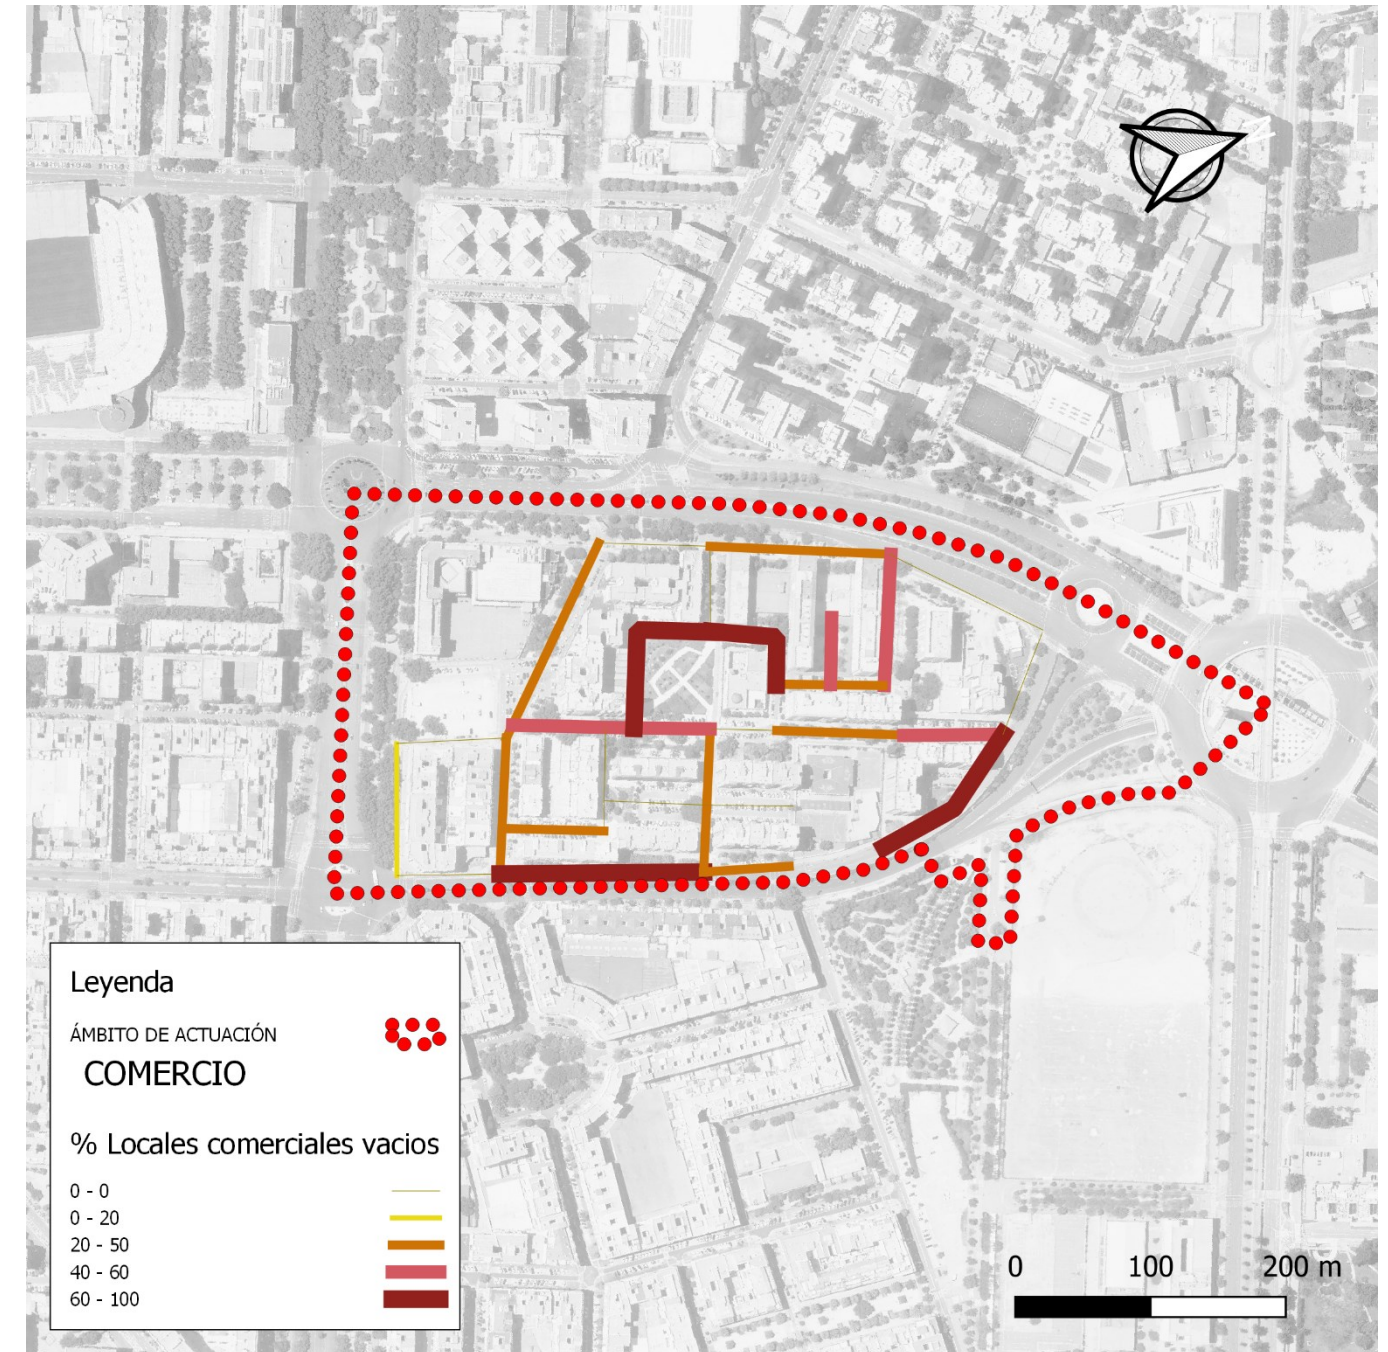 Leyenda
ÁMBITO DE ACTUACIÓN
COMERCIO
% Locales comerciales vacios
0 - 0
0 - 20
20 - 50
40 - 60
60 - 100
0 100 200 m